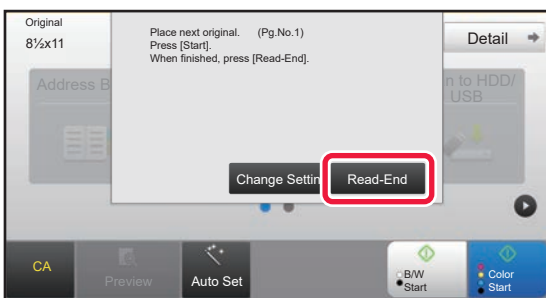 Original
8½x11
Place next original. (Pg.No.1)
Press [Start].
When finished, press [Read-End].
Detail
Address B
n to HDD/
USB
Change Settin
Read-End
CA
Preview
Auto Set
B/W
Start
Color
Start